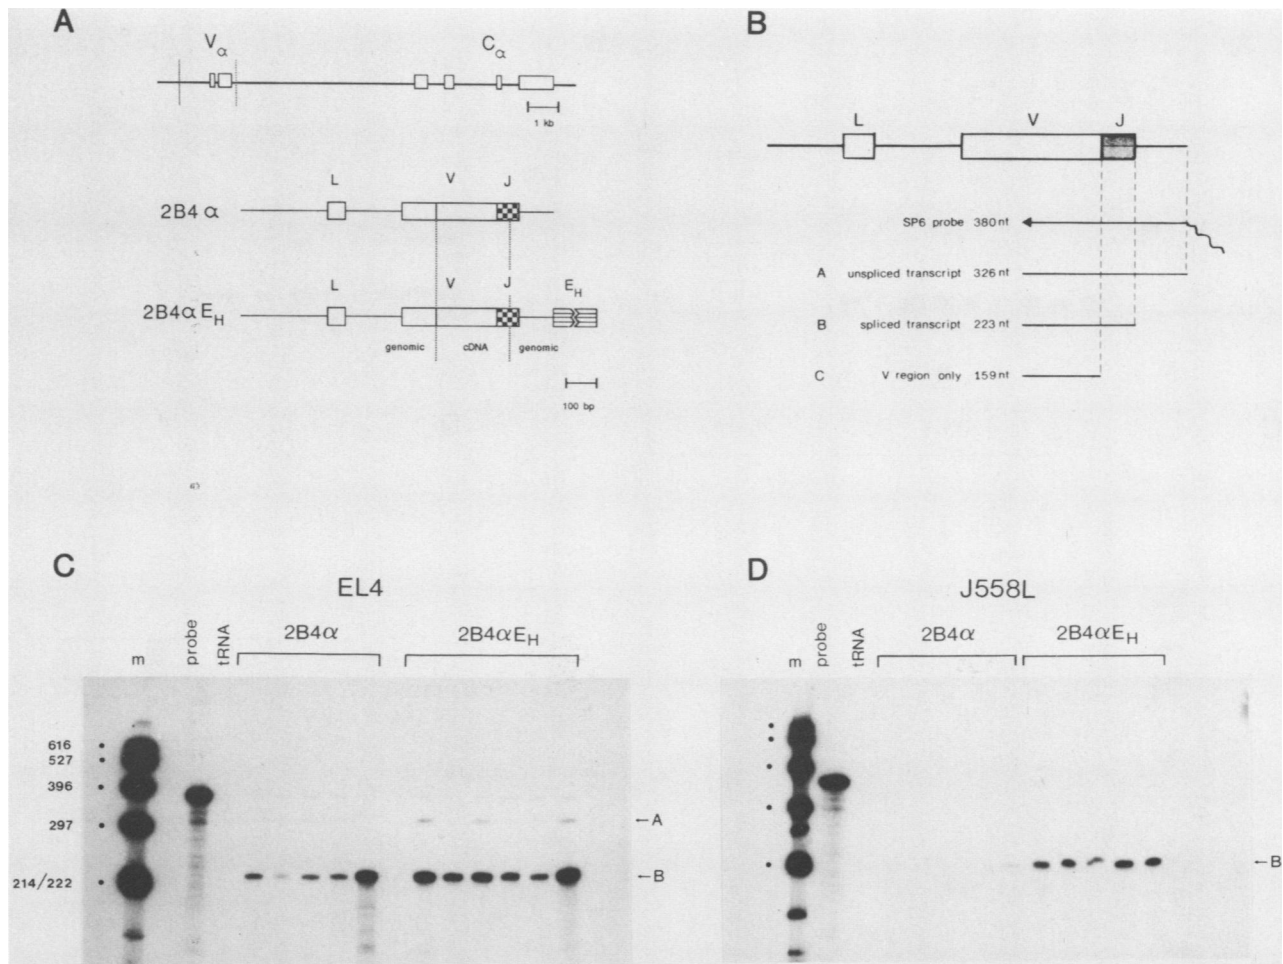 A
Vα
Cα
1 kb
L V J
2B4 α
L V J EH
2B4αEH
genomic cDNA genomic
100 bp
B
L V J
SP6 probe 380 nt
A unspliced transcript 326 nt
B spliced transcript 223 nt
C V region only 159 nt
C
EL4
m probe tRNA 2B4α 2B4αEH
616
527
396
297
214/222
←A
←B
D
J558L
m probe tRNA 2B4α 2B4αEH
←B